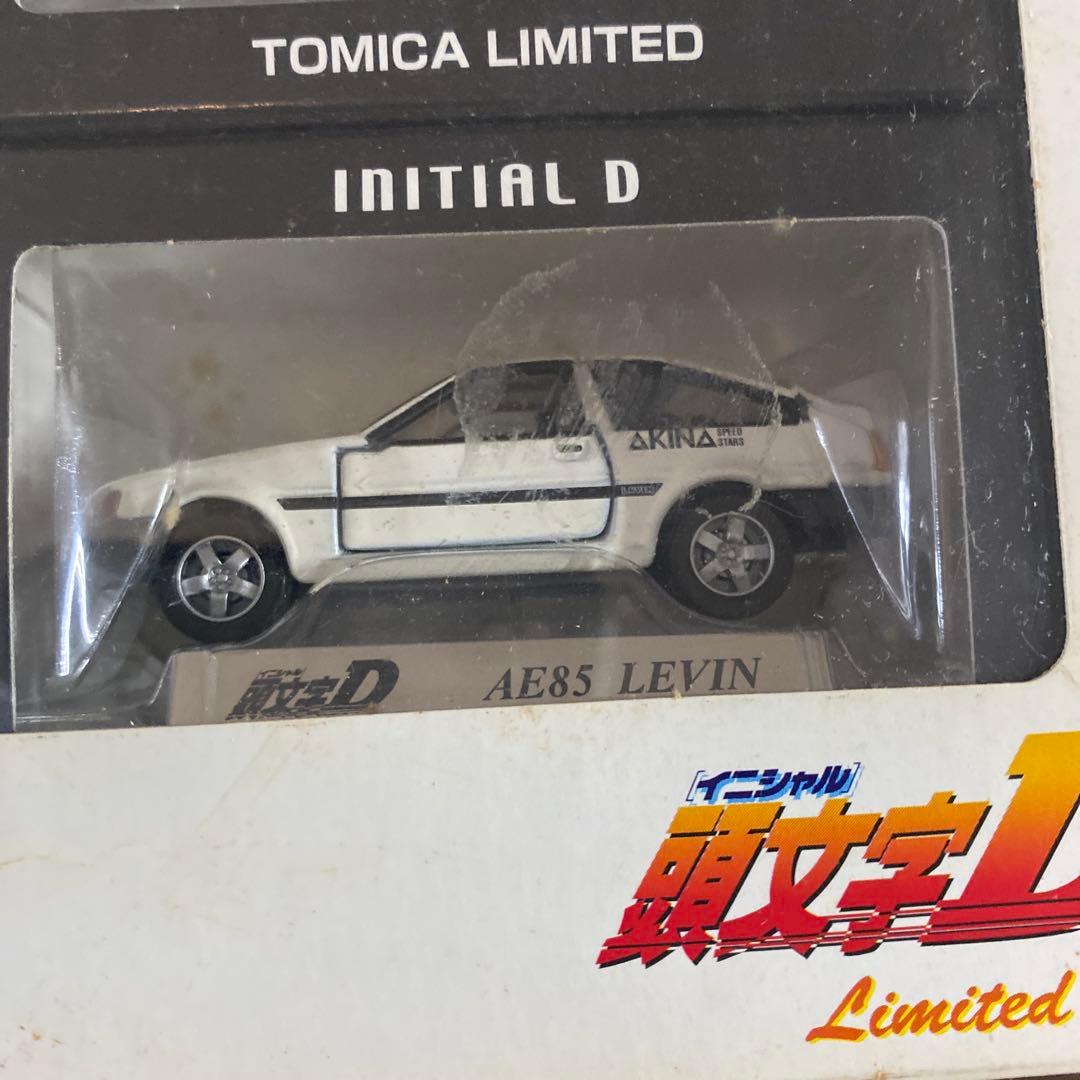 TOMICA LIMITED
INITIAL D
AKINA SPEED
STARS
LEVIN
イニシャル
頭文字D
AE85 LEVIN
[イニシャル]
頭文字D
Limited